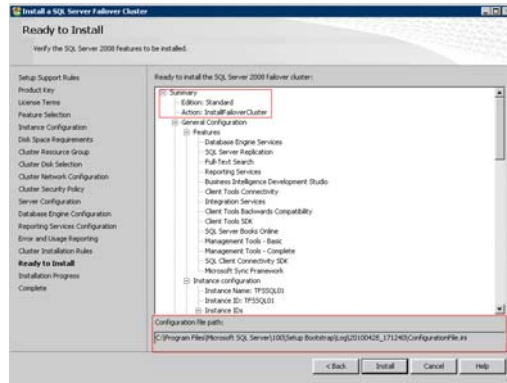 Install a SQL Server Failover Cluster
Ready to Install
Verify the SQL Server 2008 features to be installed.
Setup Support Rules
Product Key
License Terms
Feature Selection
Instance Configuration
Disk Space Requirements
Cluster Resource Group
Cluster Disk Selection
Cluster Network Configuration
Cluster Security Policy
Server Configuration
Database Engine Configuration
Reporting Services Configuration
Error and Usage Reporting
Cluster Installation Rules
Ready to Install
Installation Progress
Complete
Ready to install the SQL Server 2008 failover cluster:
Summary
Edition: Standard
Action: InstallFailoverCluster
General Configuration
Features
Database Engine Services
SQL Server Replication
Full-Text Search
Reporting Services
Business Intelligence Development Studio
Client Tools Connectivity
Integration Services
Client Tools Backwards Compatibility
Client Tools SDK
SQL Server Books Online
Management Tools - Basic
Management Tools - Complete
SQL Client Connectivity SDK
Microsoft Sync Framework
Instance configuration
Instance Name: TFSSQL01
Instance ID: TFSSQL01
Instance IDs
Configuration file path:
C:\Program Files\Microsoft SQL Server\100\Setup Bootstrap\Log\20100428_171240\ConfigurationFile.ini
< Back
Install
Cancel
Help